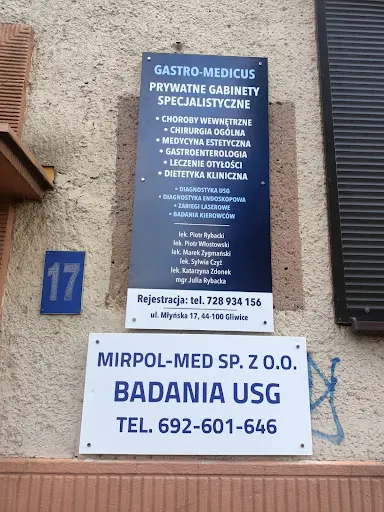 GASTRO-MEDICUS
PRYWATNE GABINETY
SPECJALISTYCZNE
• CHOROBY WEWNĘTRZNE
• CHIRURGIA OGÓLNA
• MEDYCYNA ESTETYCZNA
• GASTROENTEROLOGIA
• LECZENIE OTYŁOŚCI
• DIETETYKA KLINICZNA
• DIAGNOSTYKA USG
• DIAGNOSTYKA ENDOSKOPOWA
• ZABIEGI LASEROWE
• BADANIA KIEROWCÓW
lek. Piotr Rybacki
lek. Piotr Włostowski
lek. Marek Żygmański
lek. Sylwia Czyż
lek. Katarzyna Zdonek
mgr Julia Rybacka
Rejestracja: tel. 728 934 156
ul. Młyńska 17, 44-100 Gliwice
17
MIRPOL-MED SP. Z O.O.
BADANIA USG
TEL. 692-601-646